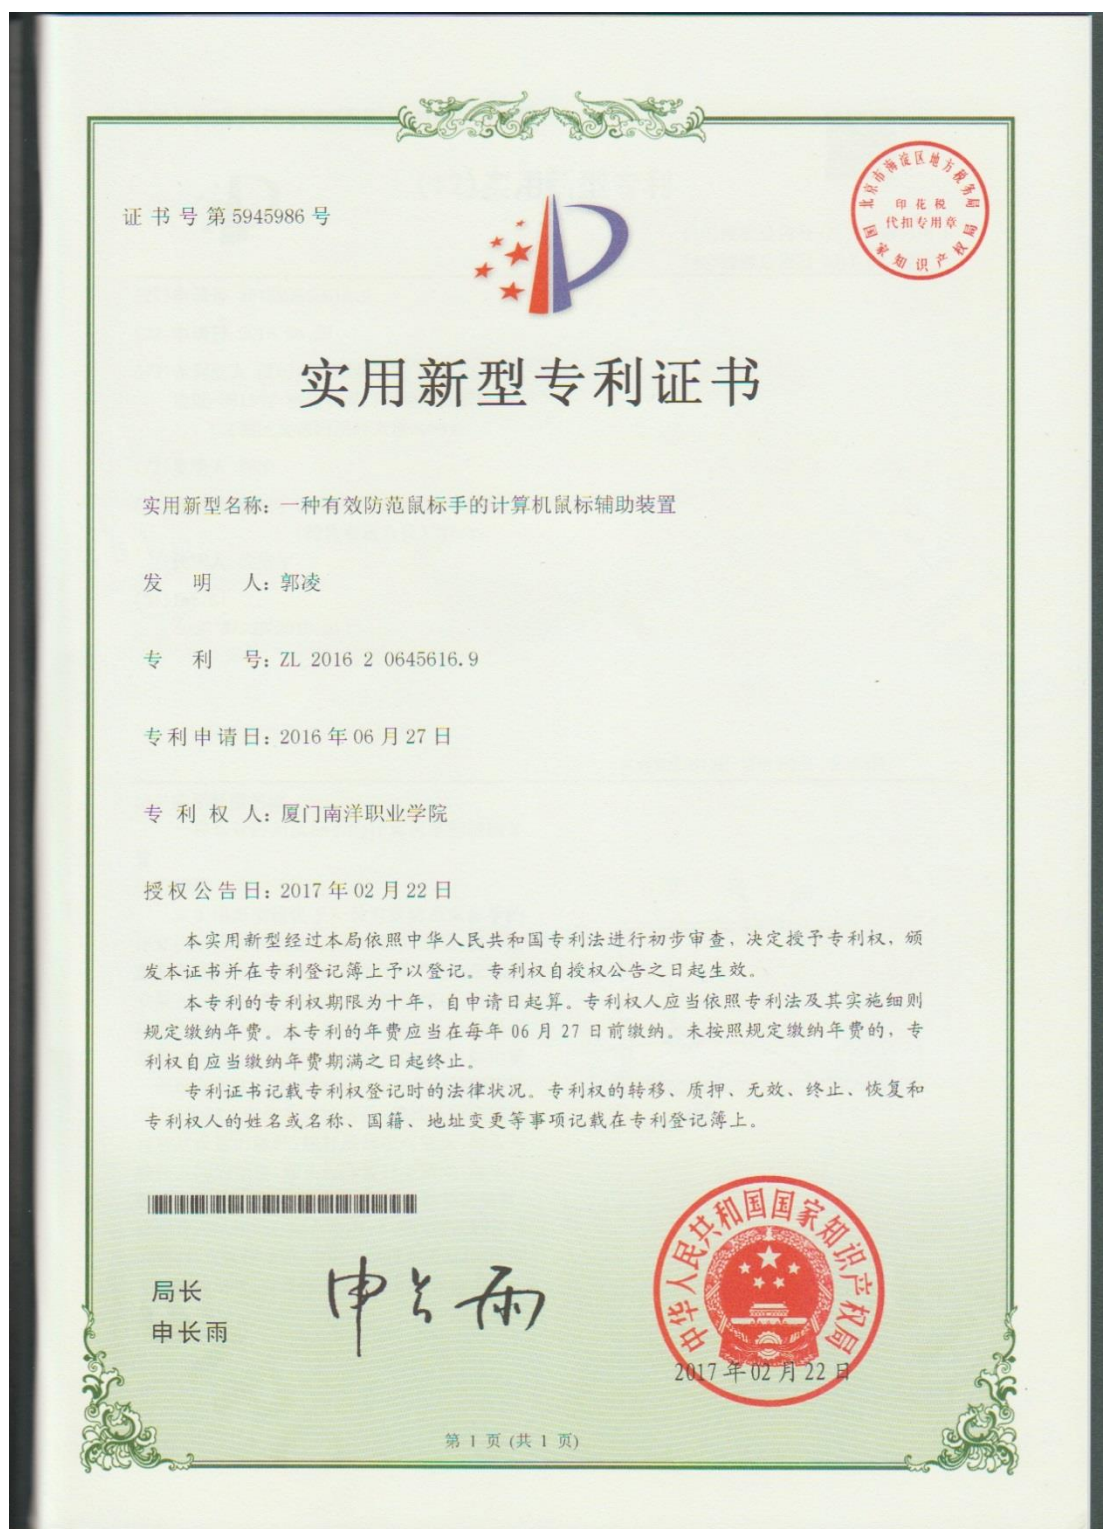 证书号第5945986号
北京市海淀区地方税务局
印花税
代扣专用章
国家知识产权局
实用新型专利证书
实用新型名称：一种有效防范鼠标手的计算机鼠标辅助装置
发明人：郭凌
专利号：ZL 2016 2 0645616.9
专利申请日：2016年06月27日
专利权人：厦门南洋职业学院
授权公告日：2017年02月22日
本实用新型经过本局依照中华人民共和国专利法进行初步审查，决定授予专利权，颁
发本证书并在专利登记簿上予以登记。专利权自授权公告之日起生效。
本专利的专利权期限为十年，自申请日起算。专利权人应当依照专利法及其实施细则
规定缴纳年费。本专利的年费应当在每年06月27日前缴纳。未按照规定缴纳年费的，专
利权自应当缴纳年费期满之日起终止。
专利证书记载专利权登记时的法律状况。专利权的转移、质押、无效、终止、恢复和
专利权人的姓名或名称、国籍、地址变更等事项记载在专利登记簿上。
局长
申长雨
申长雨
中华人民共和国国家知识产权局
2017年02月22日
第1页(共1页)